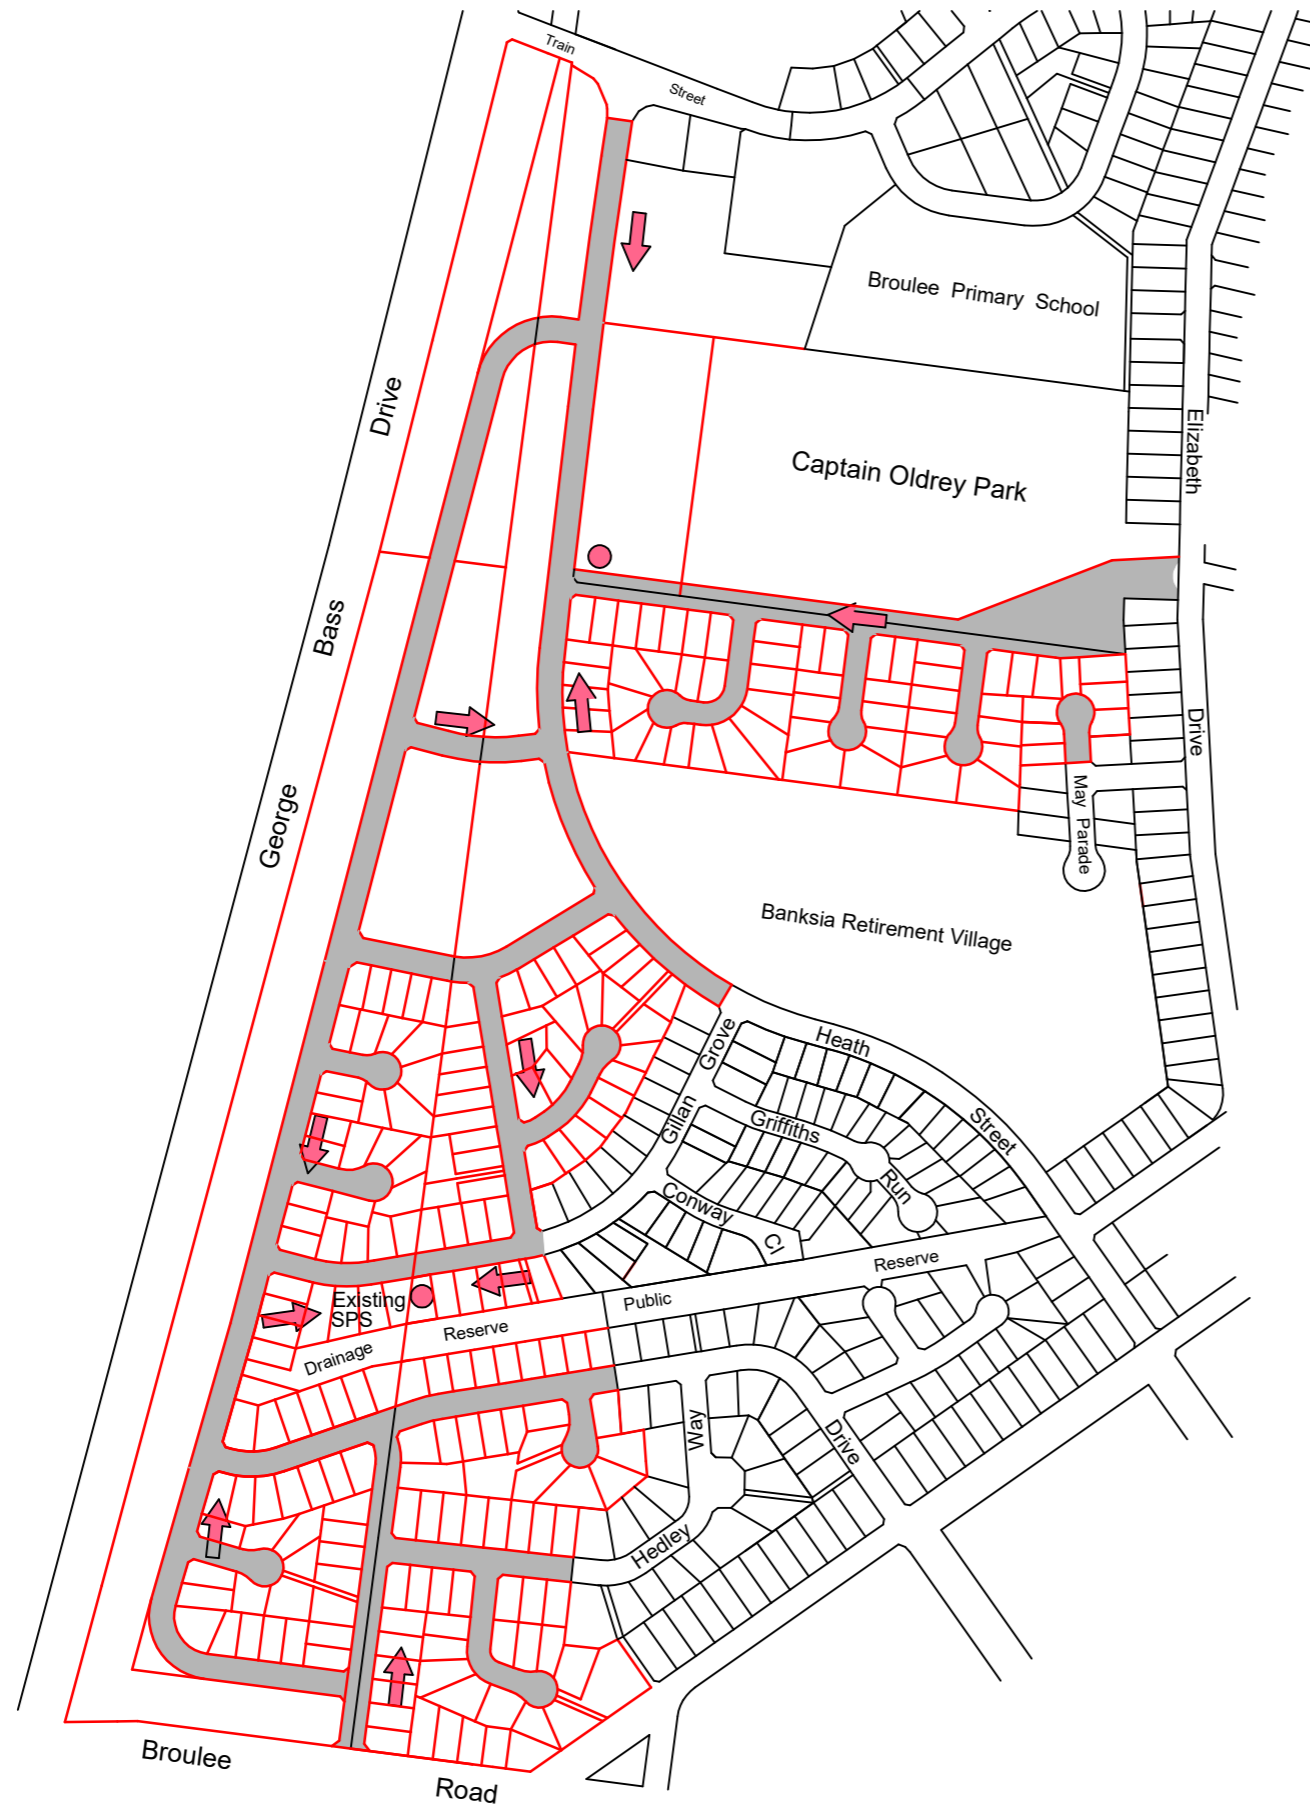 Train
Street
Broulee Primary School
Drive
Elizabeth
Captain Oldrey Park
Bass
Drive
George
May Parade
Banksia Retirement Village
Grove
Heath
Gillan
Griffiths
Street
Run
Conway
Cl
Reserve
Existing
SPS
Public
Reserve
Drainage
Way
Drive
Hedley
Broulee
Road